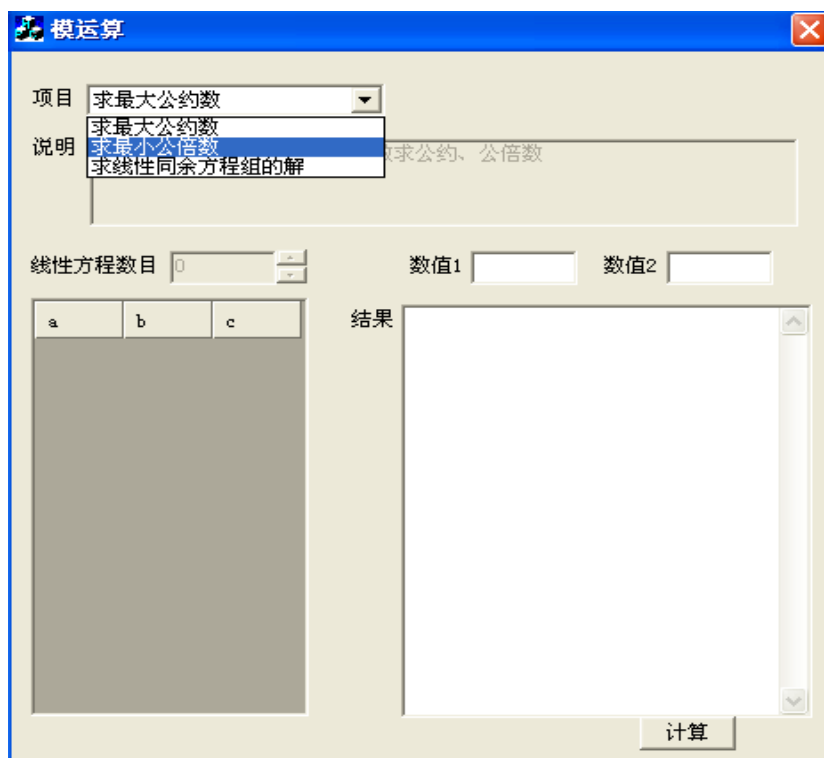 模运算
项目 求最大公约数
求最大公约数
求最小公倍数
求线性同余方程组的解
说明 求公约、公倍数
线性方程数目 0 数值1 数值2
a b c 结果
计算